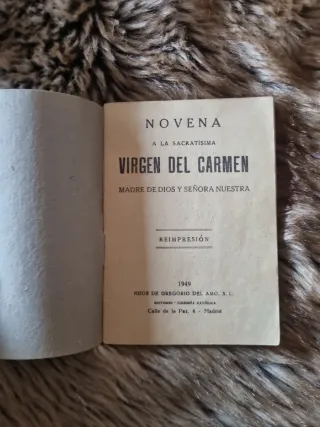 NOVENA
A LA SACRATÍSIMA
VIRGEN DEL CARMEN
MADRE DE DIOS Y SEÑORA NUESTRA
REIMPRESIÓN
1949
HIJOS DE GREGORIO DEL AMO, S. L.
EDITORES - LIBRERÍA CATÓLICA
Calle de la Paz, 6 - Madrid